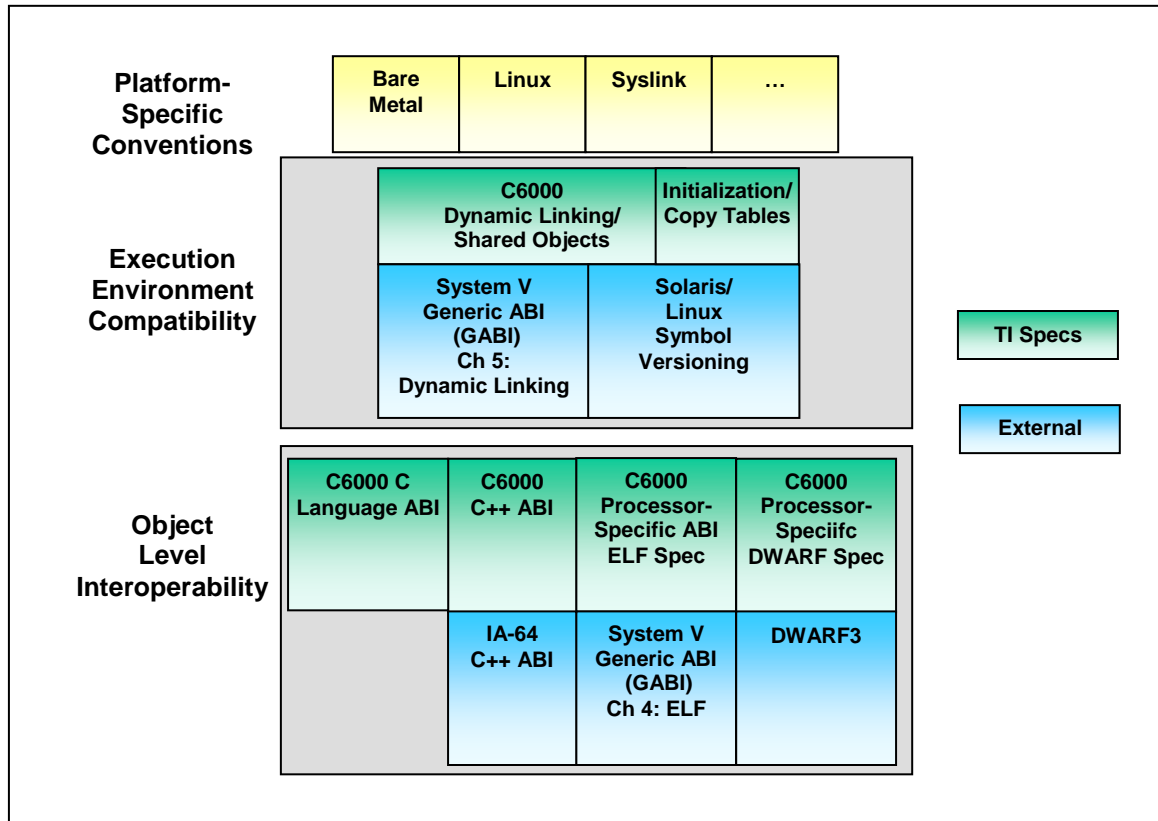 Platform-
Specific
Conventions
Bare
Metal
Linux
Syslink
…
Execution
Environment
Compatibility
C6000
Dynamic Linking/
Shared Objects
Initialization/
Copy Tables
System V
Generic ABI
(GABI)
Ch 5:
Dynamic Linking
Solaris/
Linux
Symbol
Versioning
TI Specs
External
Object
Level
Interoperability
C6000 C
Language ABI
C6000
C++ ABI
C6000
Processor-
Specific ABI
ELF Spec
C6000
Processor-
Speciifc
DWARF Spec
IA-64
C++ ABI
System V
Generic ABI
(GABI)
Ch 4: ELF
DWARF3